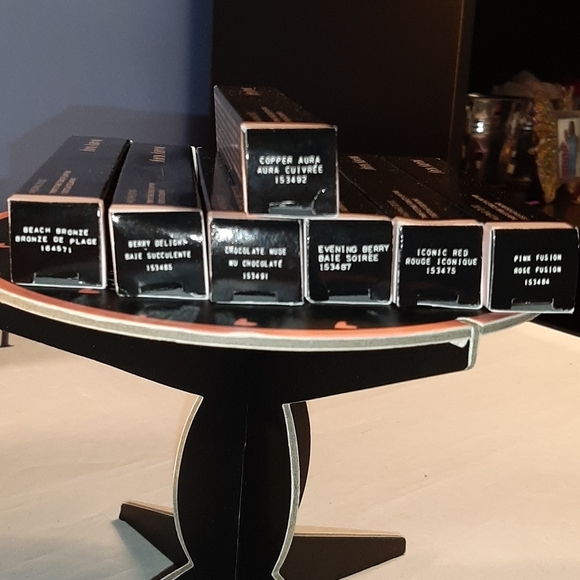 COPPER AURA
AURA CUIVRÉE
153492
BEACH BRONZE
BRONZE DE PLAGE
164571
BERRY DELIGHT
BAIE SUCCULENTE
153485
CHOCOLATE NUDE
NU CHOCOLATÉ
153491
EVENING BERRY
BAIE SOIRÉE
153487
ICONIC RED
ROUGE ICONIQUE
153475
PINK FUSION
ROSE FUSION
153484